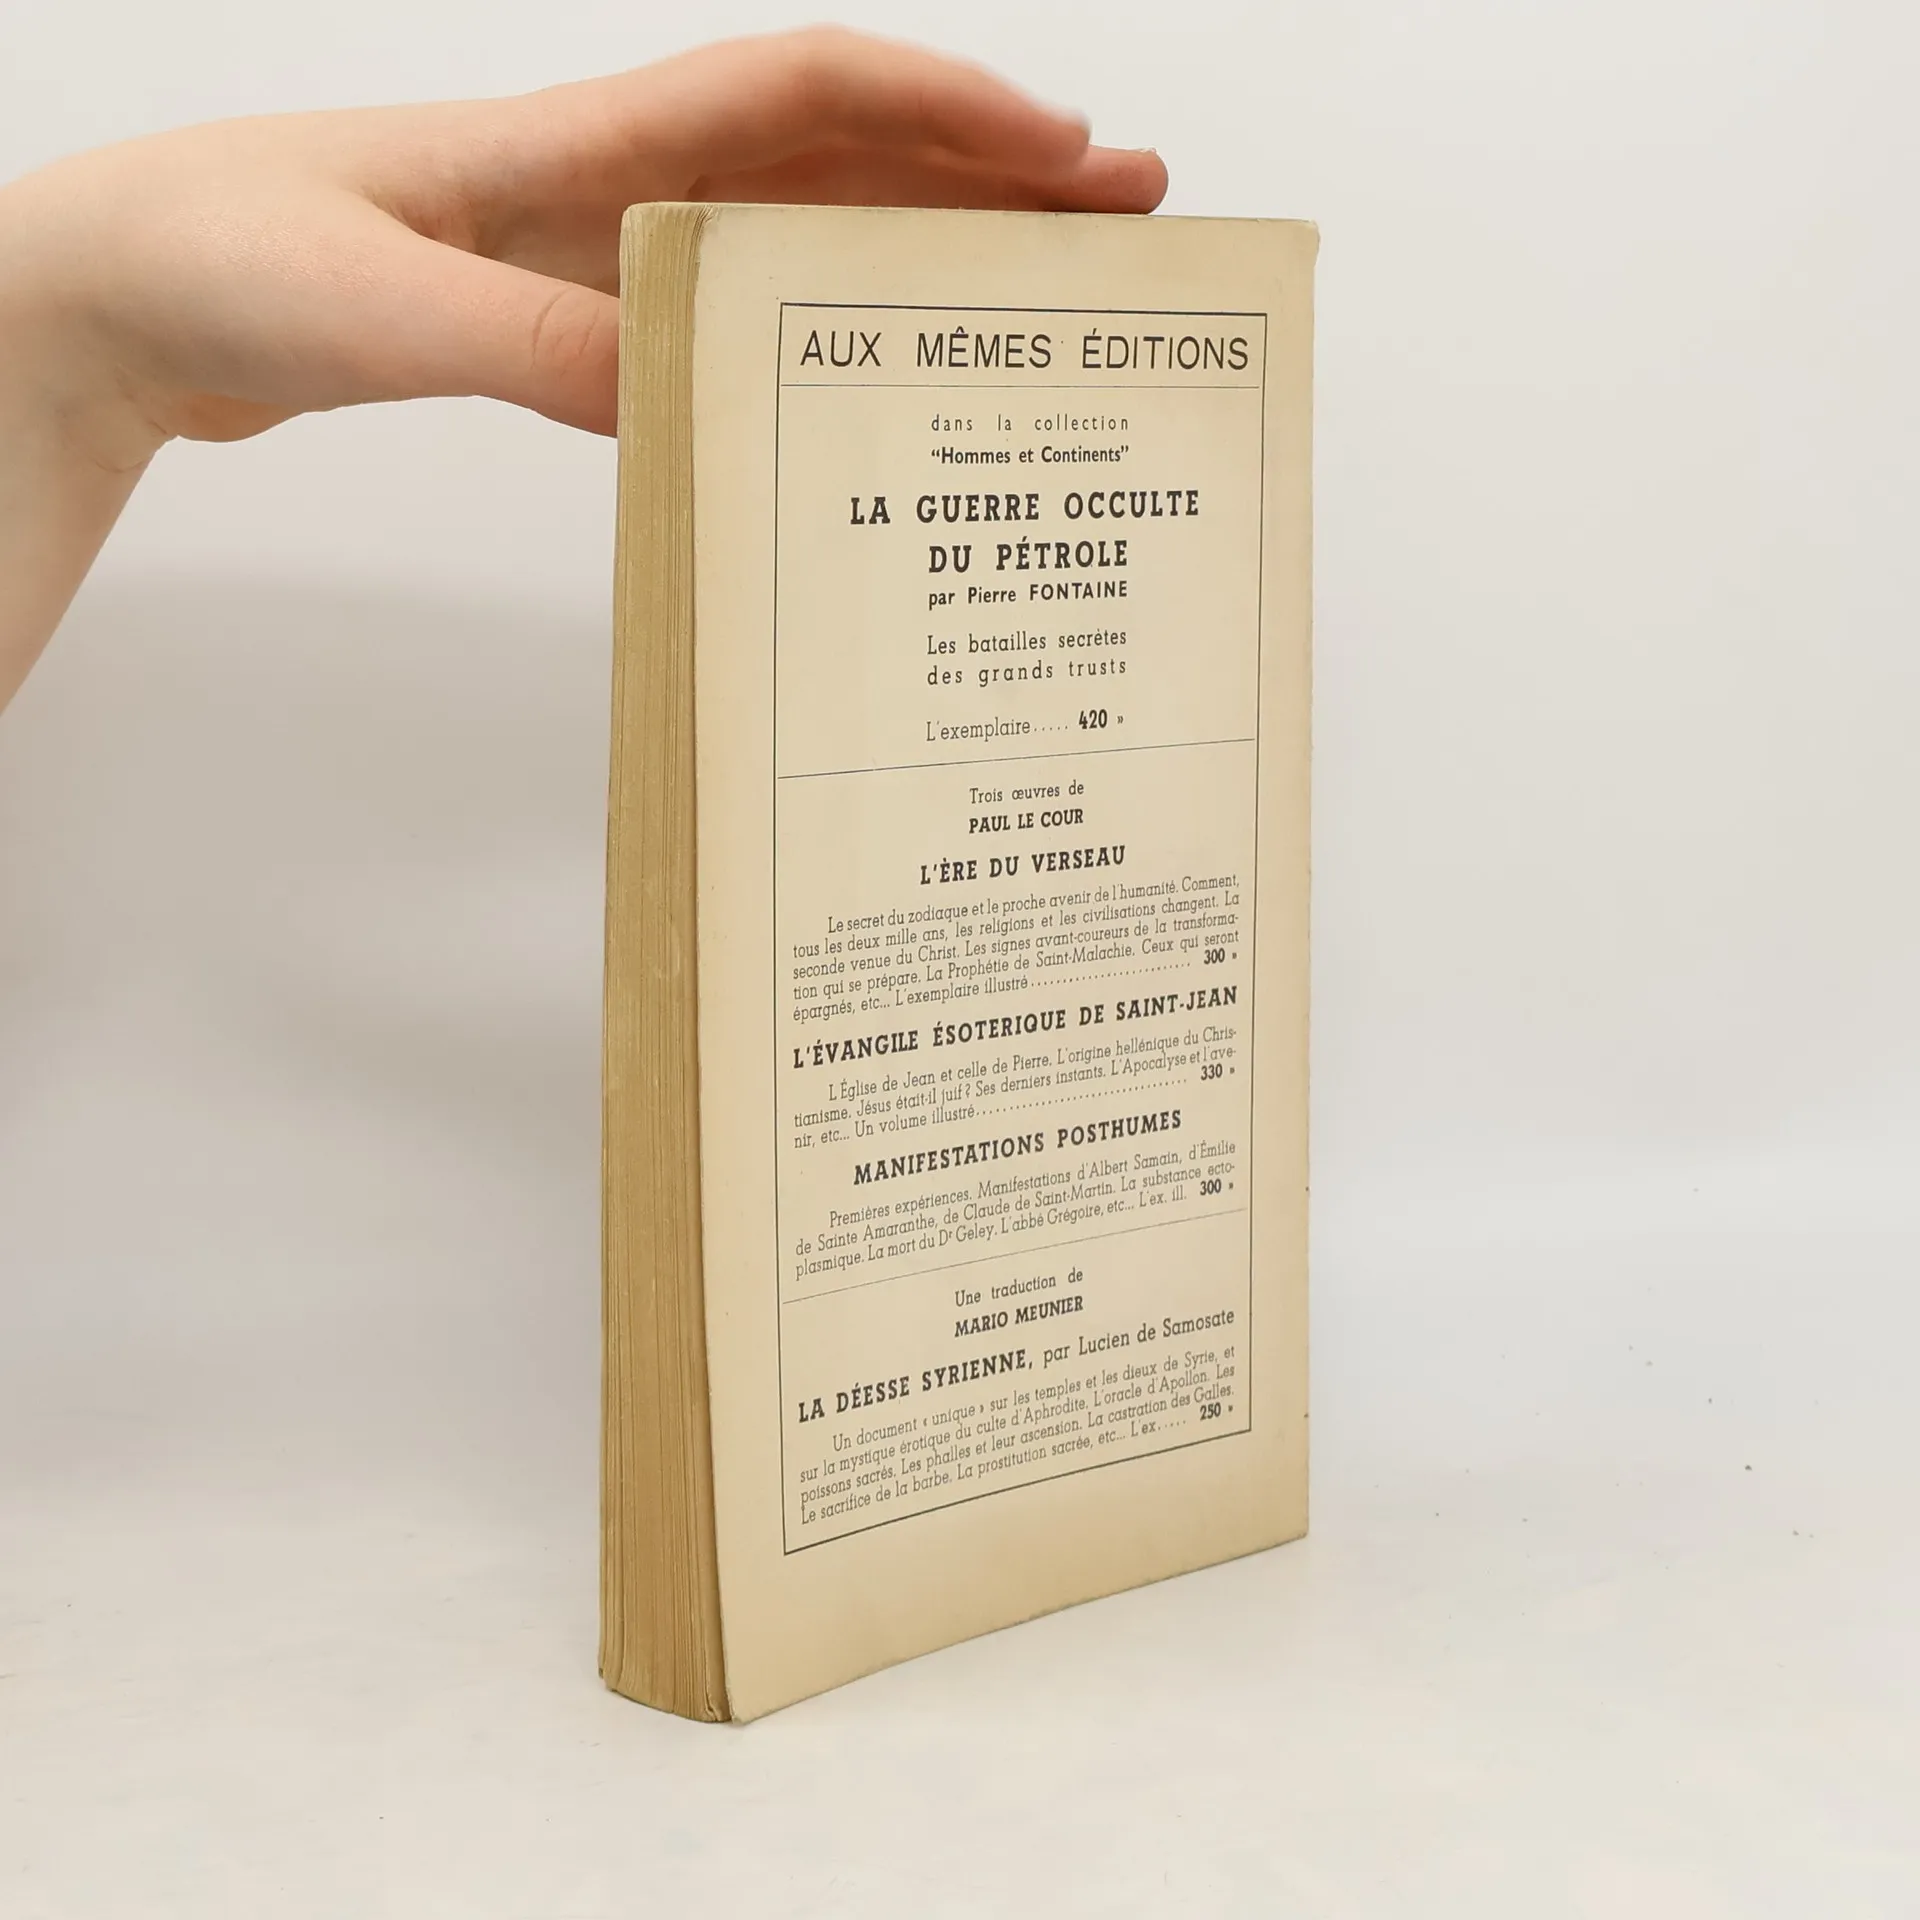 AUX MÊMES ÉDITIONS
dans la collection
“Hommes et Continents”
LA GUERRE OCCULTE
DU PÉTROLE
par Pierre FONTAINE
Les batailles secrètes
des grands trusts
L'exemplaire..... 420 »
Trois œuvres de
PAUL LE COUR
L'ÈRE DU VERSEAU
Le secret du zodiaque et le proche avenir de l'humanité. Comment,
tous les deux mille ans, les religions et les civilisations changent. La
seconde venue du Christ. Les signes avant-coureurs de la transforma-
tion qui se prépare. La Prophétie de Saint-Malachie. Ceux qui seront
épargnés, etc... L'exemplaire illustré........................ 300 »
L'ÉVANGILE ÉSOTERIQUE DE SAINT-JEAN
L'Église de Jean et celle de Pierre. L'origine hellénique du Chris-
tianisme. Jésus était-il juif? Ses derniers instants. L'Apocalyse et l'ave-
nir, etc... Un volume illustré................................ 330 »
MANIFESTATIONS POSTHUMES
Premières expériences. Manifestations d'Albert Samain, d'Émilie
de Sainte Amaranthe, de Claude de Saint-Martin. La substance ecto-
plasmique. La mort du Dr Geley. L'abbé Grégoire, etc... L'ex. ill. 300 »
Une traduction de
MARIO MEUNIER
LA DÉESSE SYRIENNE, par Lucien de Samosate
Un document « unique » sur les temples et les dieux de Syrie, et
sur la mystique érotique du culte d'Aphrodite. L'oracle d'Apollon. Les
poissons sacrés. Les phalles et leur ascension. La castration des Galles.
Le sacrifice de la barbe. La prostitution sacrée, etc... L'ex..... 250 »